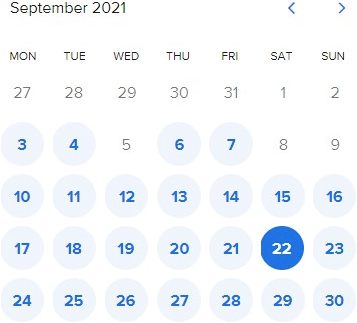 September 2021
MON TUE WED THU FRI SAT SUN
27 28 29 30 31 1 2
3 4 5 6 7 8 9
10 11 12 13 14 15 16
17 18 19 20 21 22 23
24 25 26 27 28 29 30